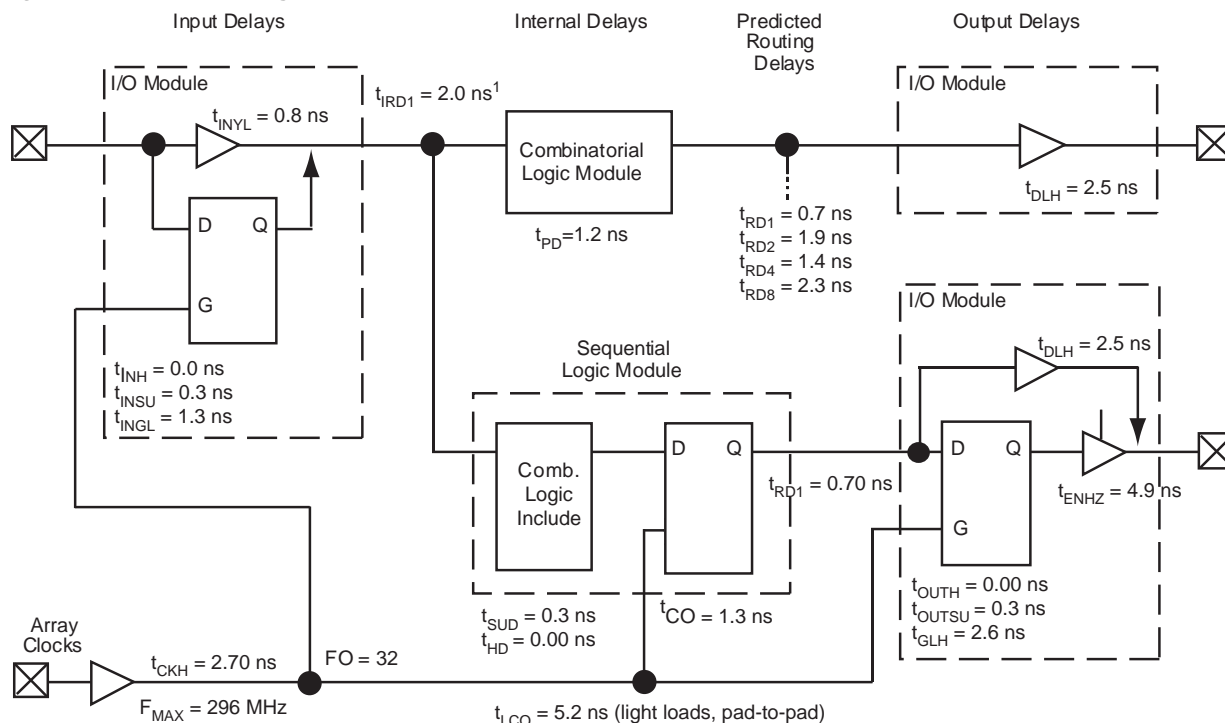 Input Delays
Internal Delays
Predicted
Routing
Delays
Output Delays
I/O Module
t_INYL = 0.8 ns
t_IRD1 = 2.0 ns¹
D
Q
G
t_INH = 0.0 ns
t_INSU = 0.3 ns
t_INGL = 1.3 ns
Combinatorial
Logic Module
t_PD=1.2 ns
t_RD1 = 0.7 ns
t_RD2 = 1.9 ns
t_RD4 = 1.4 ns
t_RD8 = 2.3 ns
I/O Module
t_DLH = 2.5 ns
Sequential
Logic Module
Comb.
Logic
Include
D
Q
t_RD1 = 0.70 ns
t_SUD = 0.3 ns
t_HD = 0.00 ns
t_CO = 1.3 ns
I/O Module
t_DLH = 2.5 ns
D
Q
G
t_ENHZ = 4.9 ns
t_OUTH = 0.00 ns
t_OUTSU = 0.3 ns
t_GLH = 2.6 ns
Array
Clocks
t_CKH = 2.70 ns
FO = 32
F_MAX = 296 MHz
t_LCO = 5.2 ns (light loads, pad-to-pad)